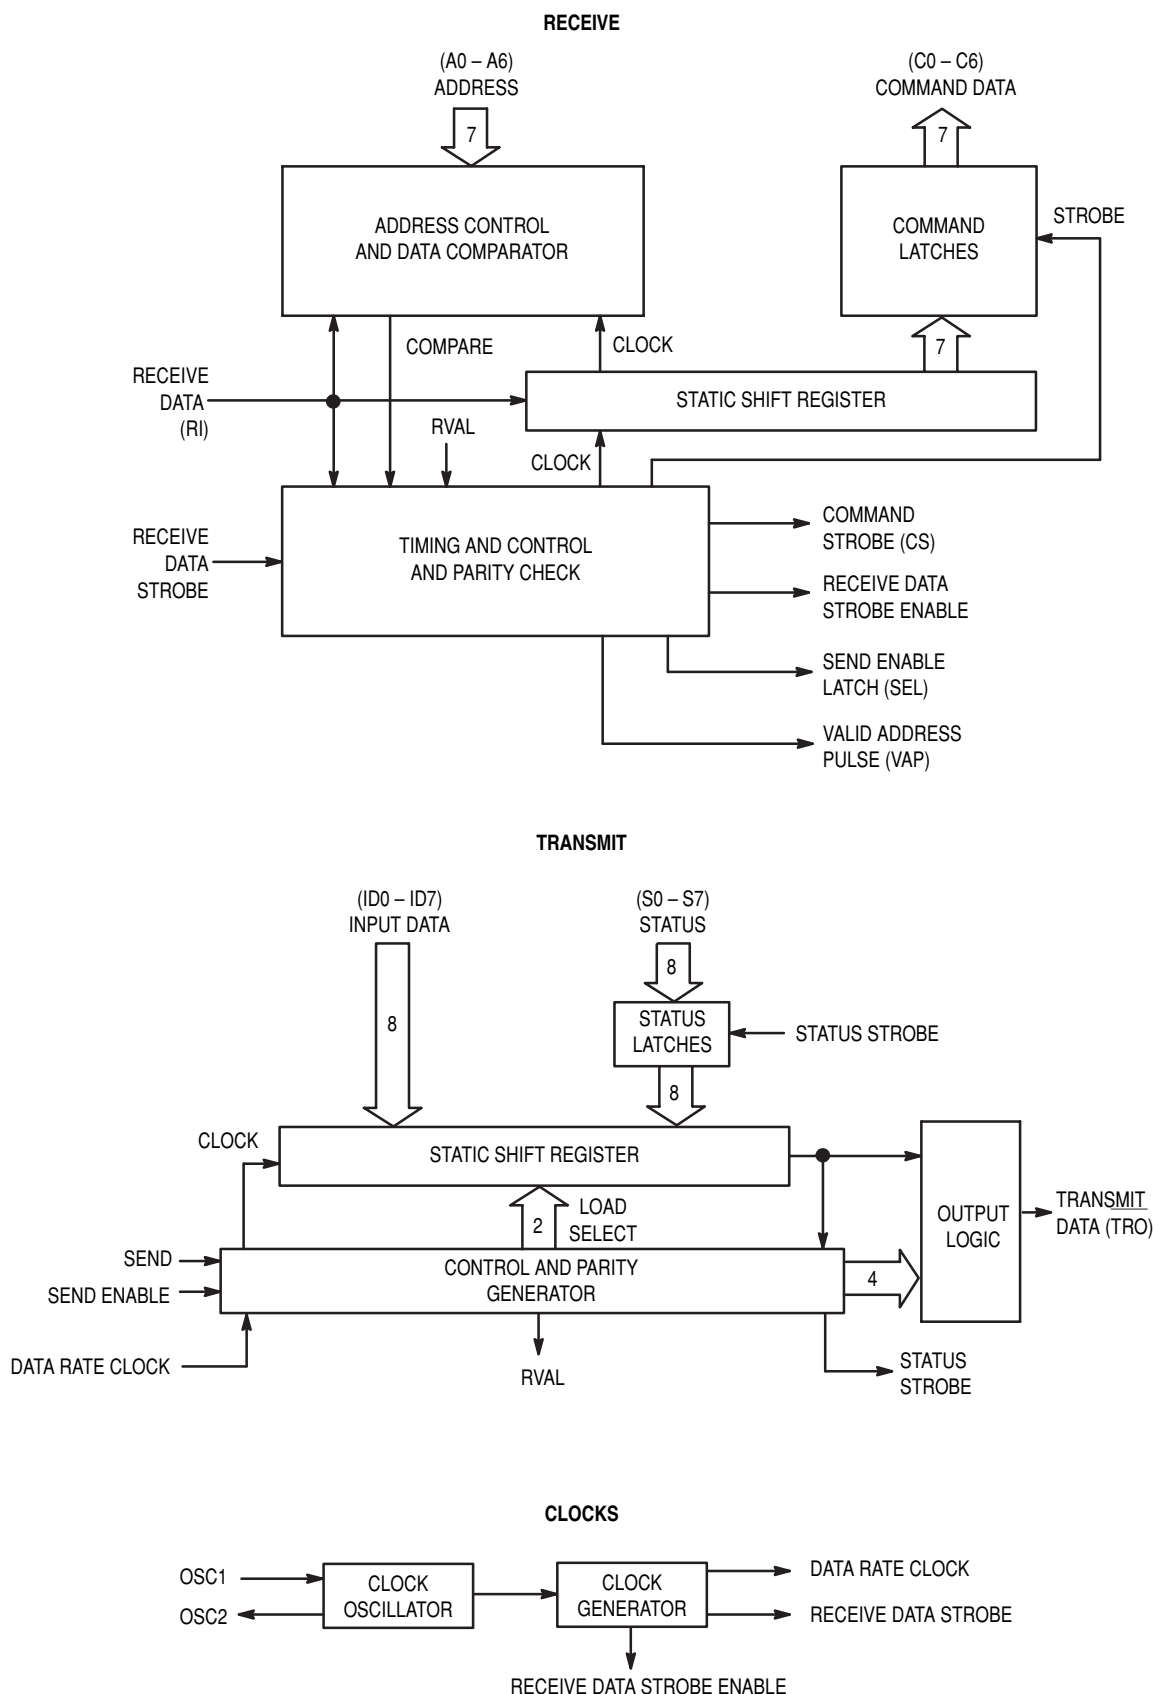 RECEIVE
(A0 – A6)
ADDRESS
(C0 – C6)
COMMAND DATA
7
7
ADDRESS CONTROL
AND DATA COMPARATOR
COMMAND
LATCHES
STROBE
COMPARE
CLOCK
7
RECEIVE
DATA
(RI)
STATIC SHIFT REGISTER
RVAL
CLOCK
RECEIVE
DATA
STROBE
TIMING AND CONTROL
AND PARITY CHECK
COMMAND
STROBE (CS)
RECEIVE DATA
STROBE ENABLE
SEND ENABLE
LATCH (SEL)
VALID ADDRESS
PULSE (VAP)
TRANSMIT
(ID0 – ID7)
INPUT DATA
(S0 – S7)
STATUS
8
8
STATUS
LATCHES
STATUS STROBE
8
CLOCK
STATIC SHIFT REGISTER
2
LOAD
SELECT
OUTPUT
LOGIC
TRANSMIT
DATA (TRO)
SEND
SEND ENABLE
CONTROL AND PARITY
GENERATOR
4
DATA RATE CLOCK
RVAL
STATUS
STROBE
CLOCKS
OSC1
OSC2
CLOCK
OSCILLATOR
CLOCK
GENERATOR
DATA RATE CLOCK
RECEIVE DATA STROBE
RECEIVE DATA STROBE ENABLE